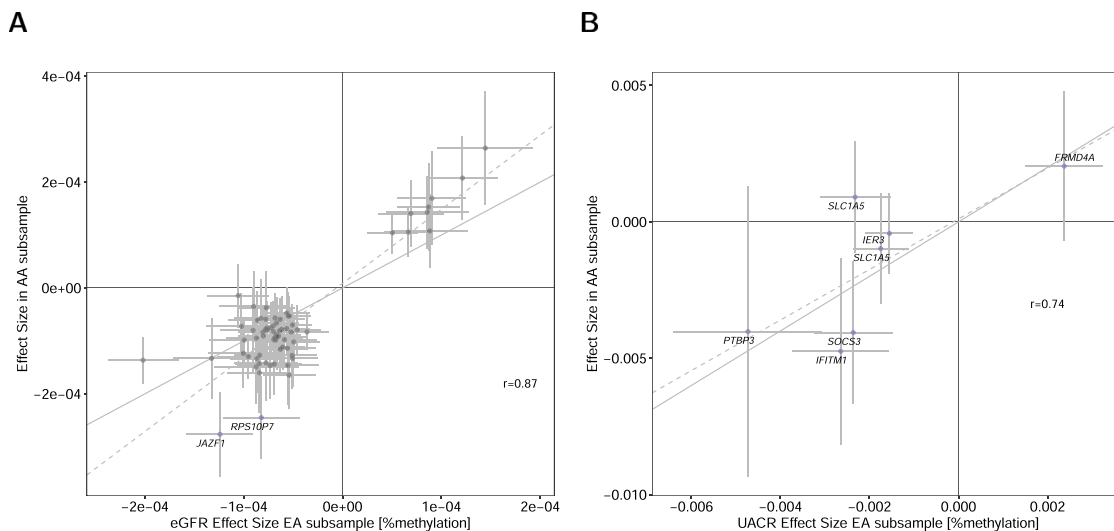 A
B
4e−04
2e−04
0e+00
−2e−04
Effect Size in AA subsample
r=0.87
RPS10P7
JAZF1
−2e−04
−1e−04
0e+00
1e−04
2e−04
eGFR Effect Size EA subsample [%methylation]
0.005
0.000
−0.005
−0.010
Effect Size in AA subsample
FRMD4A
SLC1A5
IER3
SLC1A5
r=0.74
PTBP3
SOCS3
IFITM1
−0.006
−0.004
−0.002
0.000
0.002
UACR Effect Size EA subsample [%methylation]